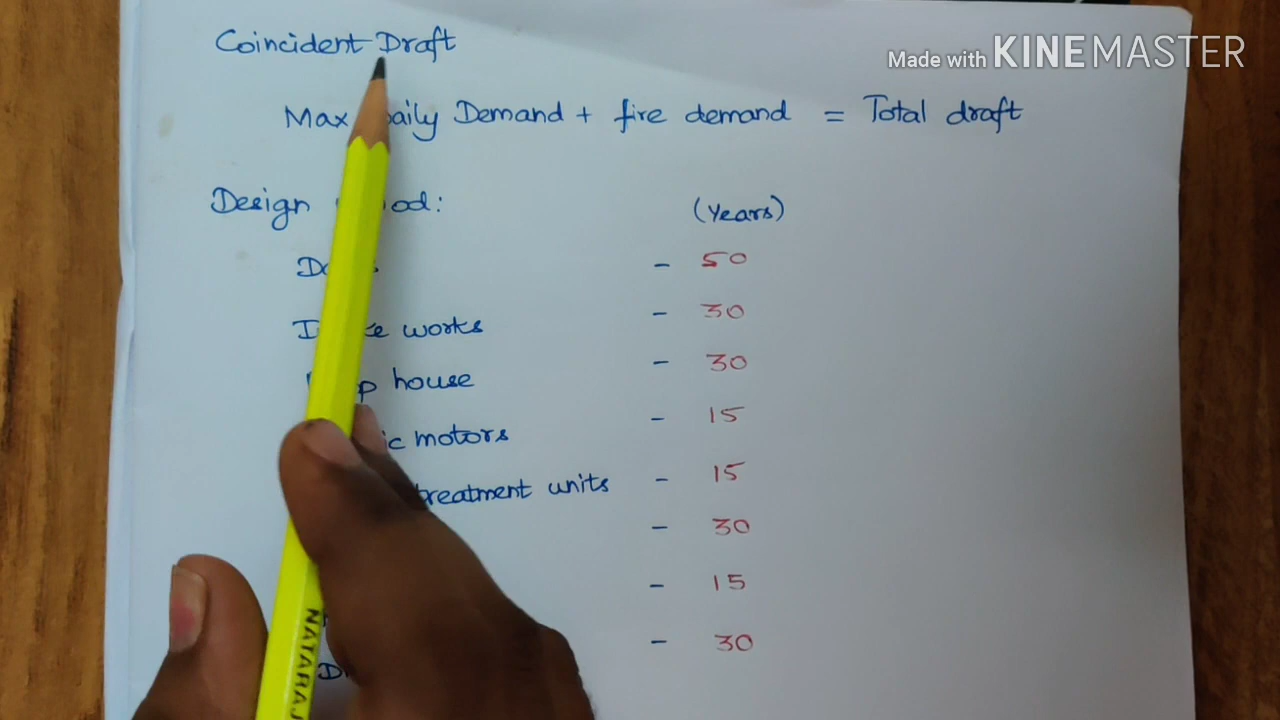 Coincident Draft
Made with KINEMASTER
Max Daily Demand + fire demand = Total draft
Design
(Years)
- 50
works - 30
house - 30
motors - 15
treatment units - 15
- 30
- 15
- 30
NATARAJ